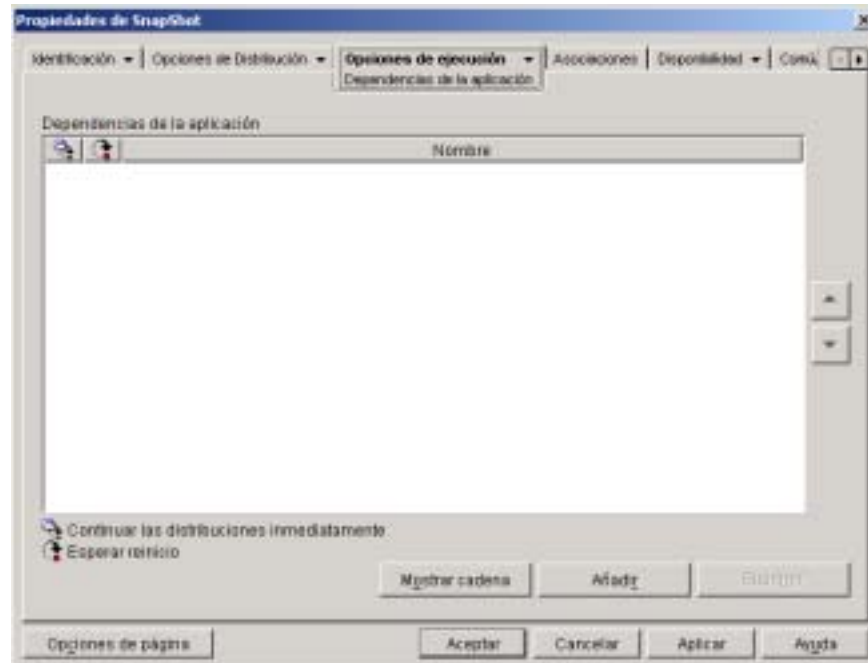 Propiedades de SnapShot
Identificación Opciones de Distribución Opciones de ejecución Asociaciones Disponibilidad Comú
Dependencias de la aplicación
Dependencias de la aplicación
Nombre
Continuar las distribuciones inmediatamente
Esperar reinicio
Mostrar cadena Añadir Borrar
Opciones de página Aceptar Cancelar Aplicar Ayuda